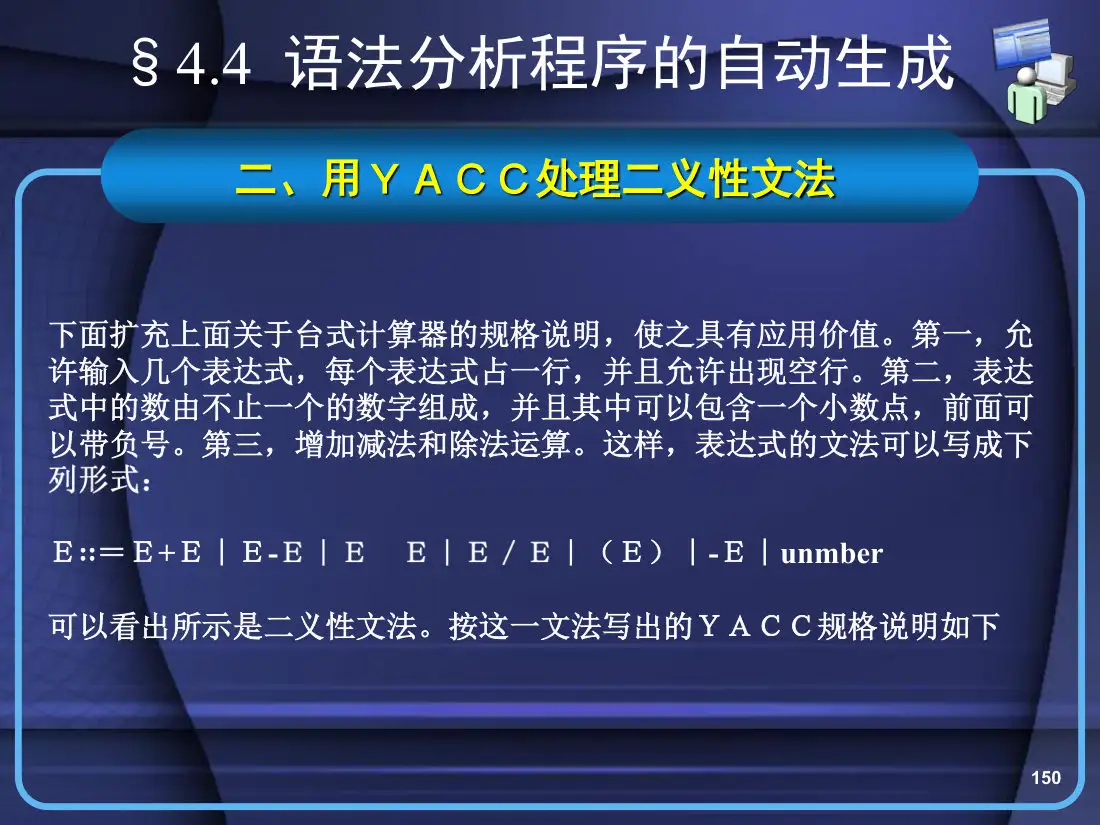 §4.4 语法分析程序的自动生成
二、用ＹＡＣＣ处理二义性文法
下面扩充上面关于台式计算器的规格说明，使之具有应用价值。第一，允
许输入几个表达式，每个表达式占一行，并且允许出现空行。第二，表达
式中的数由不止一个的数字组成，并且其中可以包含一个小数点，前面可
以带负号。第三，增加减法和除法运算。这样，表达式的文法可以写成下
列形式：
Ｅ::＝Ｅ+Ｅ｜Ｅ-Ｅ｜Ｅ　Ｅ｜Ｅ／Ｅ｜（Ｅ）｜-Ｅ｜unmber
可以看出所示是二义性文法。按这一文法写出的ＹＡＣＣ规格说明如下
150